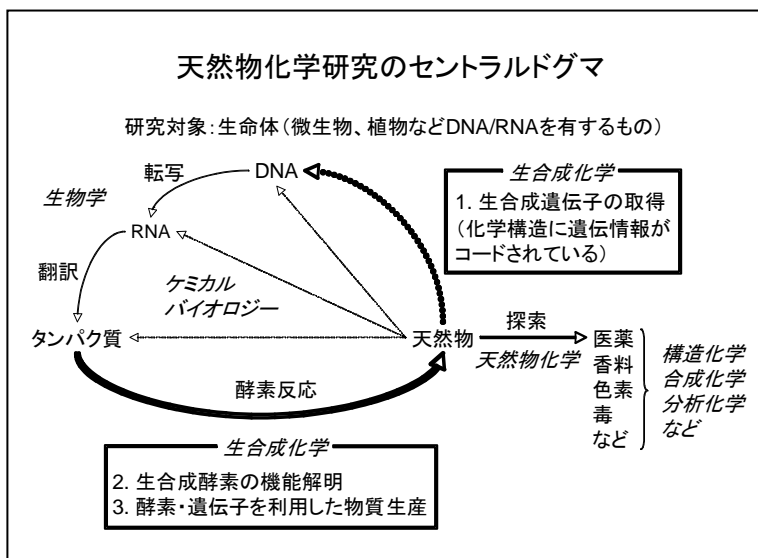 天然物化学研究のセントラルドグマ
研究対象：生命体（微生物、植物などDNA/RNAを有するもの）
転写
DNA
生物学
RNA
翻訳
ケミカル
バイオロジー
タンパク質
酵素反応
生合成化学
1. 生合成遺伝子の取得
（化学構造に遺伝情報が
コードされている）
天然物
探索
天然物化学
医薬
香料
色素
毒
など
構造化学
合成化学
分析化学
など
生合成化学
2. 生合成酵素の機能解明
3. 酵素・遺伝子を利用した物質生産